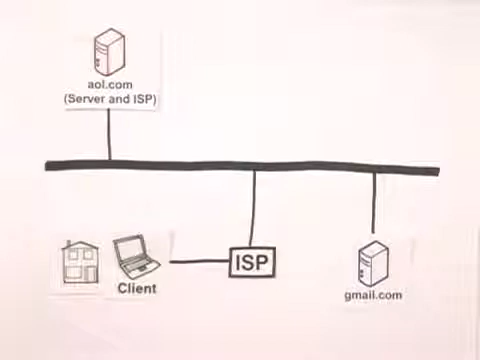 aol.com
(Server and ISP)
ISP
Client
gmail.com